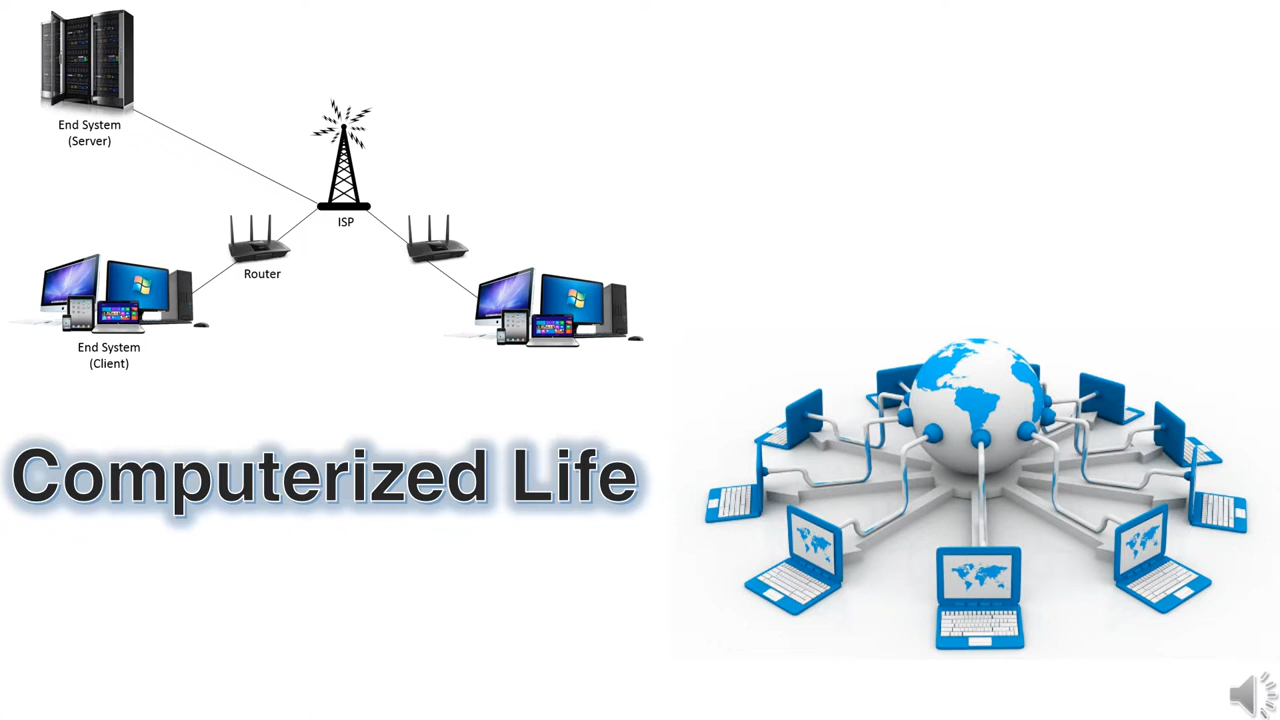 End System
(Server)
ISP
Router
End System
(Client)
Computerized Life